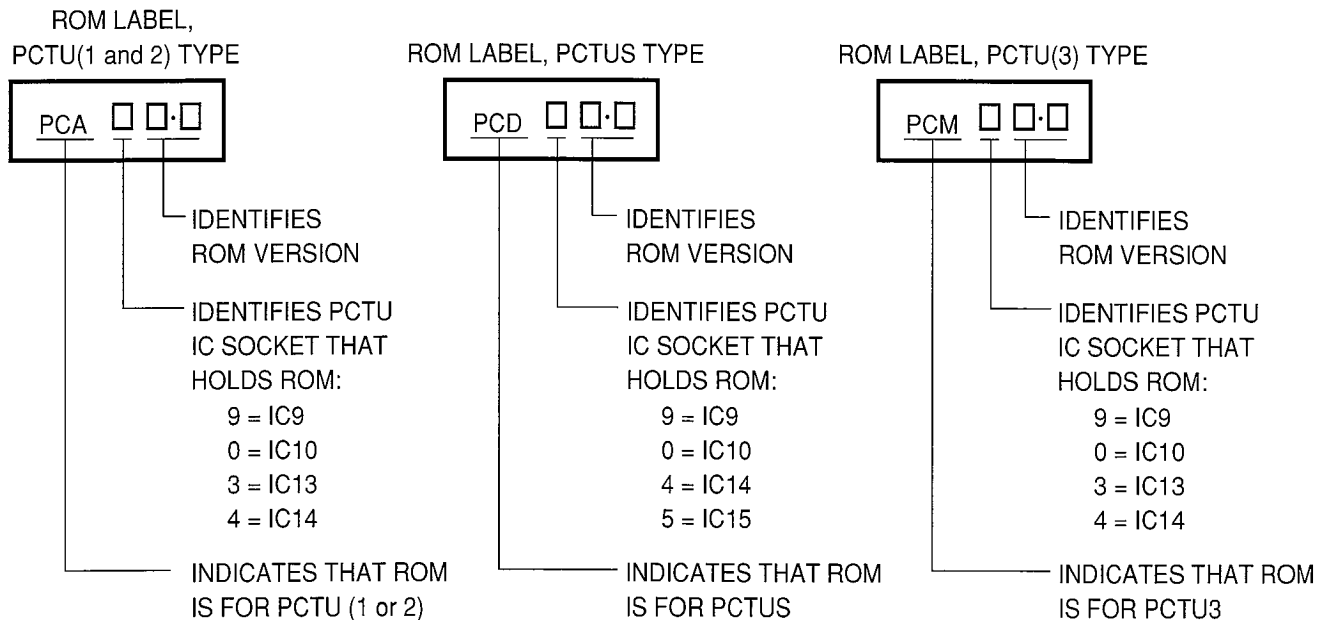 ROM LABEL,
PCTU(1 and 2) TYPE
PCA □ □·□
IDENTIFIES
ROM VERSION
IDENTIFIES PCTU
IC SOCKET THAT
HOLDS ROM:
9 = IC9
0 = IC10
3 = IC13
4 = IC14
INDICATES THAT ROM
IS FOR PCTU (1 or 2)
ROM LABEL, PCTUS TYPE
PCD □ □·□
IDENTIFIES
ROM VERSION
IDENTIFIES PCTU
IC SOCKET THAT
HOLDS ROM:
9 = IC9
0 = IC10
4 = IC14
5 = IC15
INDICATES THAT ROM
IS FOR PCTUS
ROM LABEL, PCTU(3) TYPE
PCM □ □·□
IDENTIFIES
ROM VERSION
IDENTIFIES PCTU
IC SOCKET THAT
HOLDS ROM:
9 = IC9
0 = IC10
3 = IC13
4 = IC14
INDICATES THAT ROM
IS FOR PCTU3